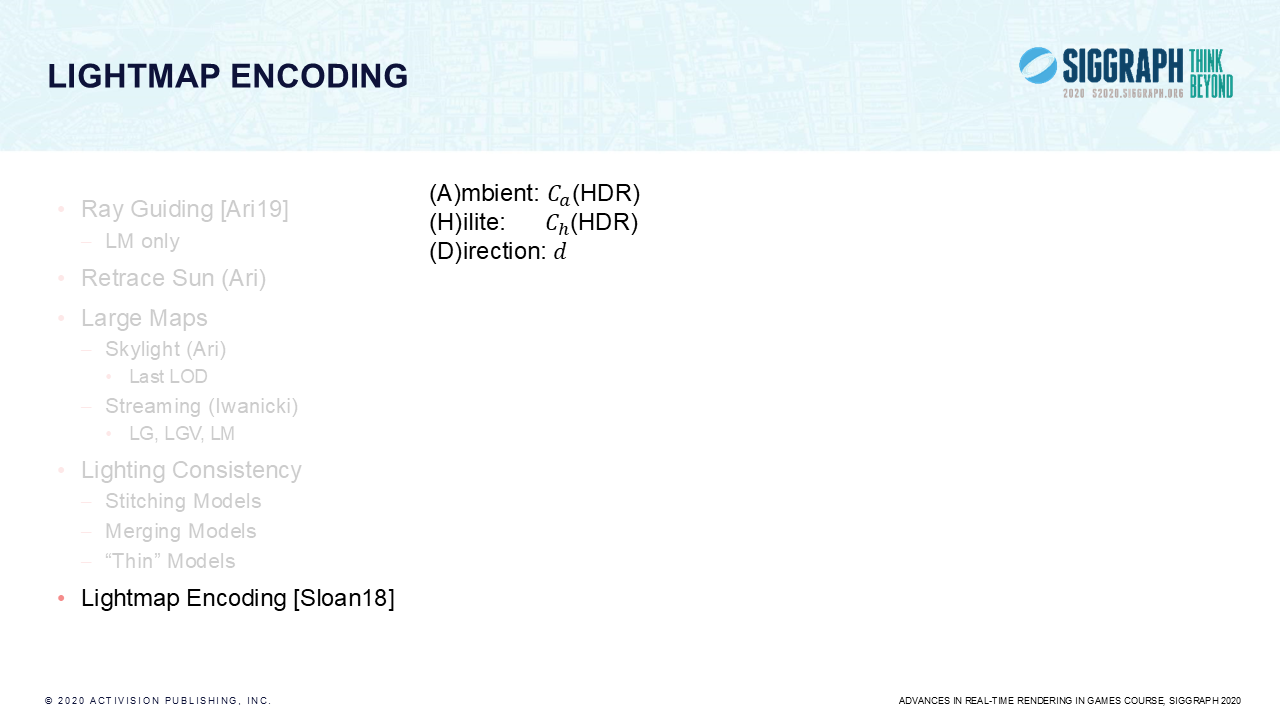 LIGHTMAP ENCODING
SIGGRAPH
THINK
BEYOND
2020 S2020.SIGGRAPH.ORG
• Ray Guiding [Ari19]
– LM only
• Retrace Sun (Ari)
• Large Maps
– Skylight (Ari)
• Last LOD
– Streaming (Iwanicki)
• LG, LGV, LM
• Lighting Consistency
– Stitching Models
– Merging Models
– “Thin” Models
• Lightmap Encoding [Sloan18]
(A)mbient: 𝐶𝑎(HDR)
(H)ilite: 𝐶ℎ(HDR)
(D)irection: 𝑑
© 2020 ACTIVISION PUBLISHING, INC.
ADVANCES IN REAL-TIME RENDERING IN GAMES COURSE, SIGGRAPH 2020